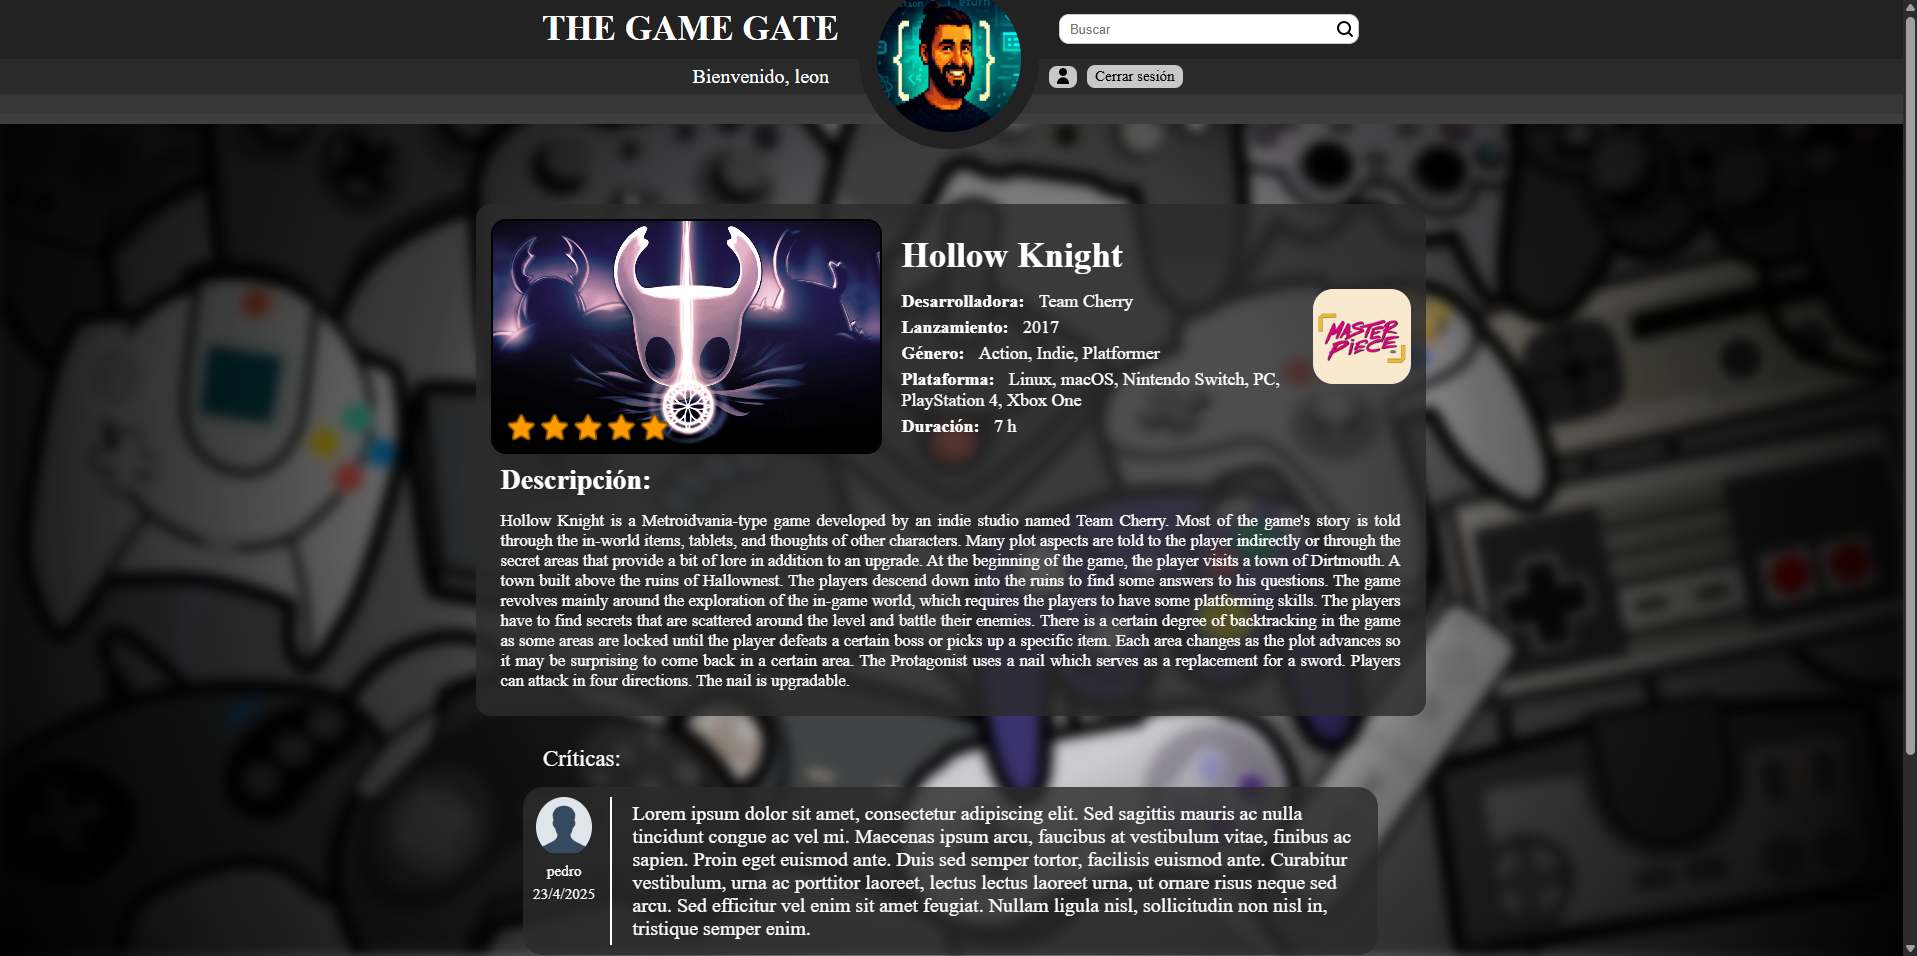 THE GAME GATE
Buscar
Bienvenido, leon
Cerrar sesión
Hollow Knight
Desarrolladora: Team Cherry
Lanzamiento: 2017
Género: Action, Indie, Platformer
Plataforma: Linux, macOS, Nintendo Switch, PC,
PlayStation 4, Xbox One
Duración: 7 h
MASTER
PIECE
Descripción:
Hollow Knight is a Metroidvania-type game developed by an indie studio named Team Cherry. Most of the game's story is told
through the in-world items, tablets, and thoughts of other characters. Many plot aspects are told to the player indirectly or through the
secret areas that provide a bit of lore in addition to an upgrade. At the beginning of the game, the player visits a town of Dirtmouth. A
town built above the ruins of Hallownest. The players descend down into the ruins to find some answers to his questions. The game
revolves mainly around the exploration of the in-game world, which requires the players to have some platforming skills. The players
have to find secrets that are scattered around the level and battle their enemies. There is a certain degree of backtracking in the game
as some areas are locked until the player defeats a certain boss or picks up a specific item. Each area changes as the plot advances so
it may be surprising to come back in a certain area. The Protagonist uses a nail which serves as a replacement for a sword. Players
can attack in four directions. The nail is upgradable.
Críticas:
pedro
23/4/2025
Lorem ipsum dolor sit amet, consectetur adipiscing elit. Sed sagittis mauris ac nulla
tincidunt congue ac vel mi. Maecenas ipsum arcu, faucibus at vestibulum vitae, finibus ac
sapien. Proin eget euismod ante. Duis sed semper tortor, facilisis euismod ante. Curabitur
vestibulum, urna ac porttitor laoreet, lectus lectus laoreet urna, ut ornare risus neque sed
arcu. Sed efficitur vel enim sit amet feugiat. Nullam ligula nisl, sollicitudin non nisl in,
tristique semper enim.